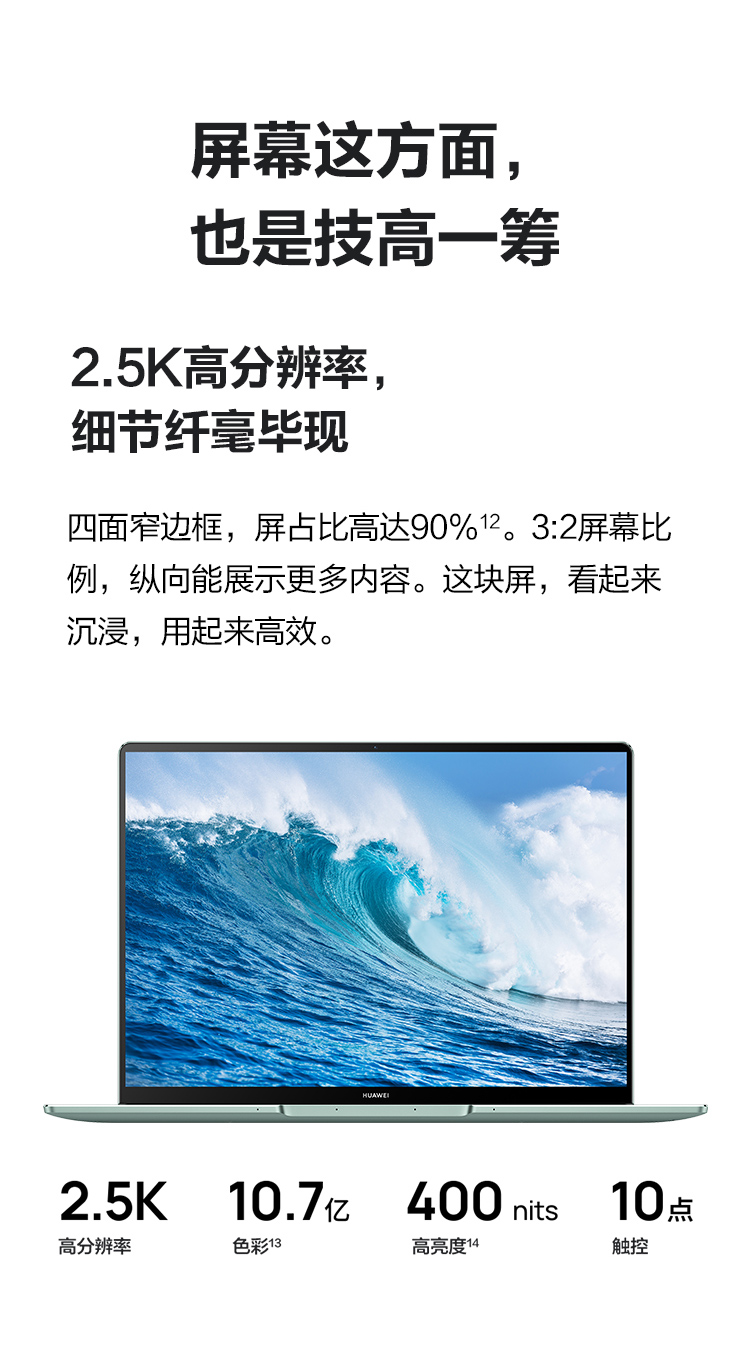 屏幕这方面，
也是技高一筹
2.5K高分辨率，
细节纤毫毕现
四面窄边框，屏占比高达90%¹²。3:2屏幕比
例，纵向能展示更多内容。这块屏，看起来
沉浸，用起来高效。
HUAWEI
2.5K 10.7亿 400 nits 10点
高分辨率 色彩¹³ 高亮度¹⁴ 触控